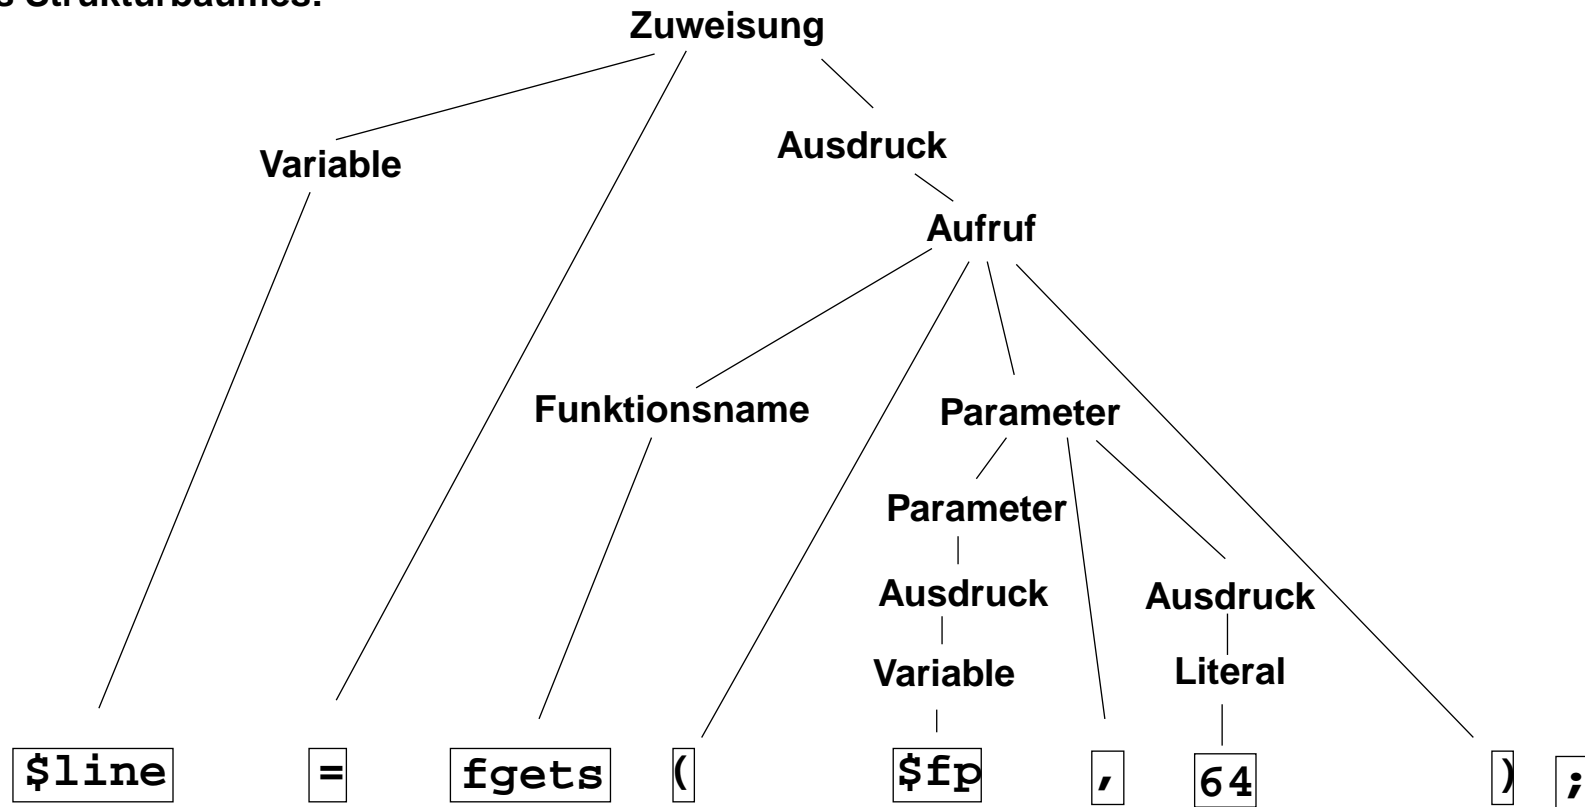 Strukturbaumes:
Zuweisung
Ausdruck
Variable
Aufruf
Funktionsname Parameter
Parameter
Ausdruck Ausdruck
Variable Literal
$line = fgets ( $fp , 64 ) ;